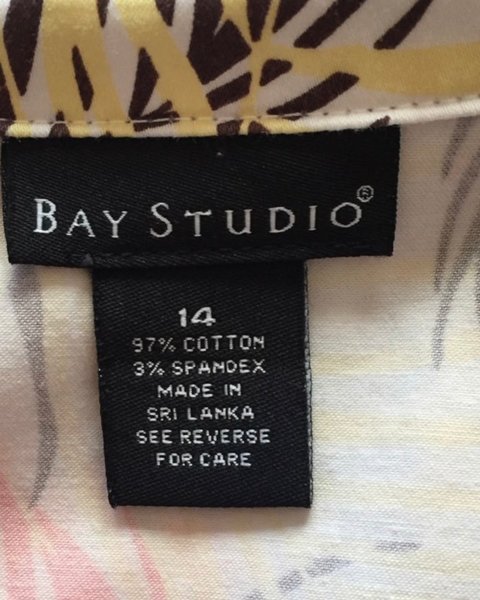 BAY STUDIO®
14
97% COTTON
3% SPANDEX
MADE IN
SRI LANKA
SEE REVERSE
FOR CARE